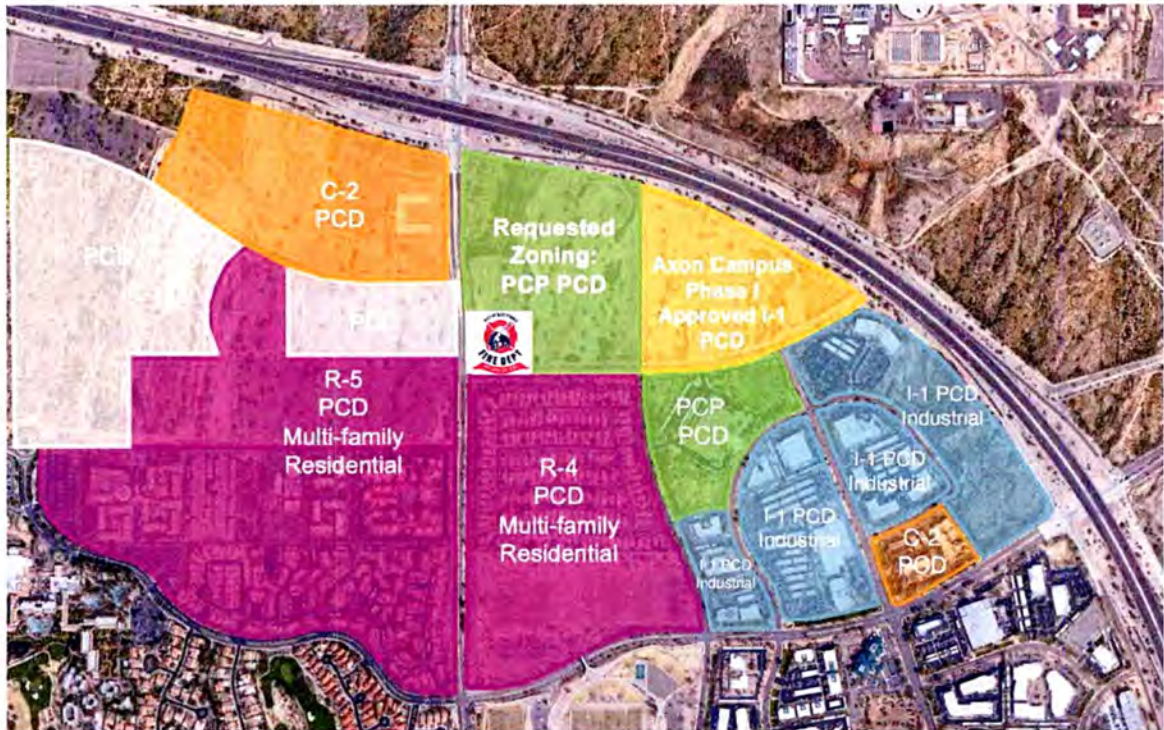 C-2
PCD
Requested
Zoning:
PCP PCD
Axon Campus
Phase I
Approved I-1
PCD
PCD
FIRE DEPT
R-5
PCD
Multi-family
Residential
R-4
PCD
Multi-family
Residential
PCP
PCD
I-1 PCD
Industrial
I-1 PCD
Industrial
I-1 PCD
Industrial
I-1 PCD
Industrial
C-2
PCD